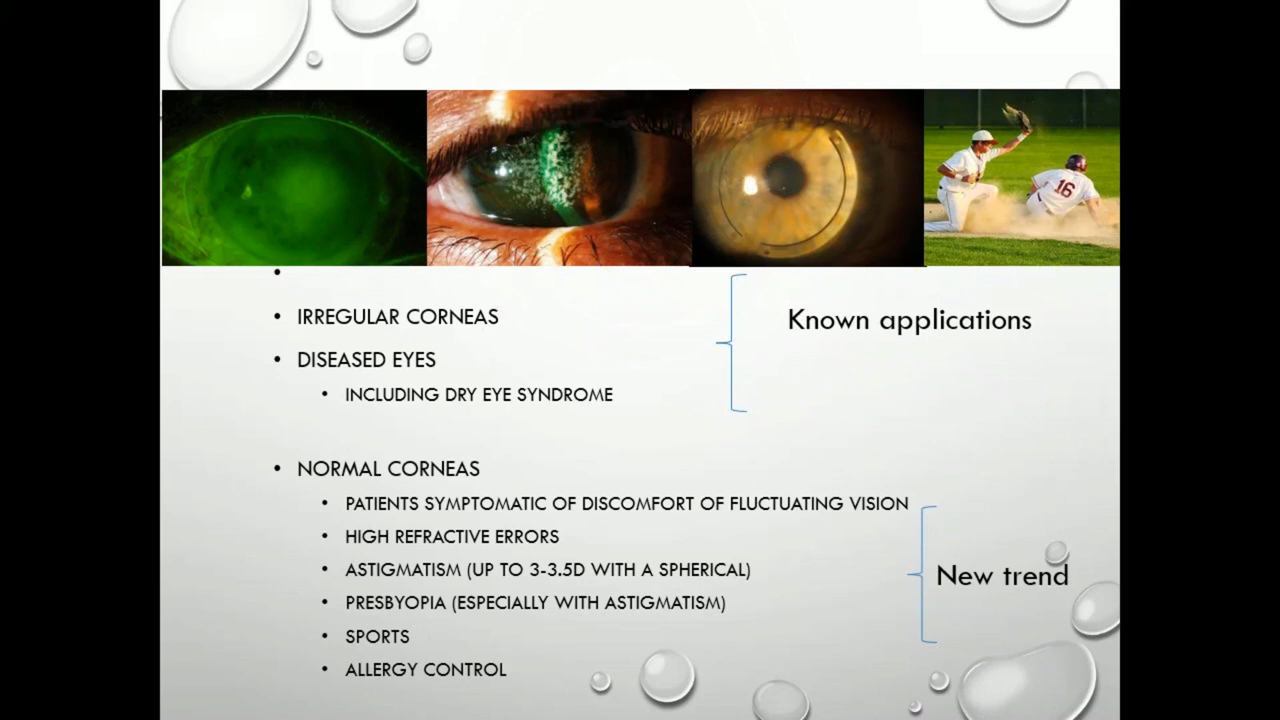 16
IRREGULAR CORNEAS
Known applications
DISEASED EYES
INCLUDING DRY EYE SYNDROME
NORMAL CORNEAS
PATIENTS SYMPTOMATIC OF DISCOMFORT OF FLUCTUATING VISION
HIGH REFRACTIVE ERRORS
ASTIGMATISM (UP TO 3-3.5D WITH A SPHERICAL)
New trend
PRESBYOPIA (ESPECIALLY WITH ASTIGMATISM)
SPORTS
ALLERGY CONTROL